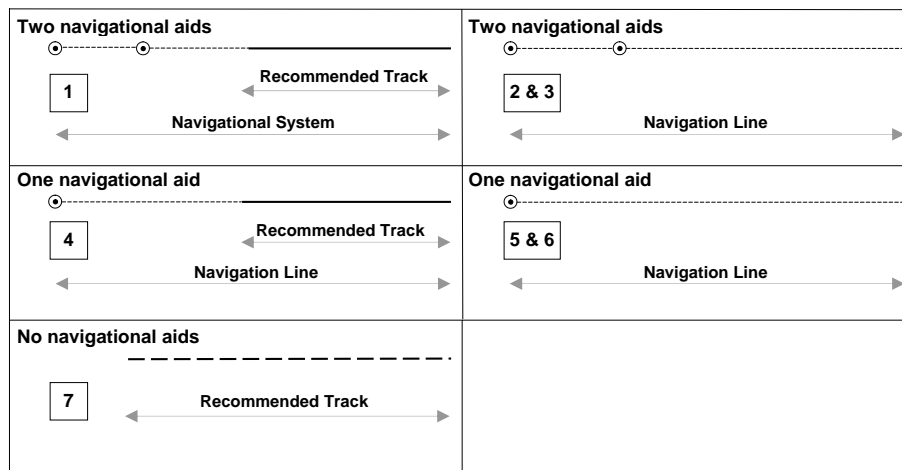 Two navigational aids
Recommended Track
1
Navigational System
Two navigational aids
2 & 3
Navigation Line
One navigational aid
Recommended Track
4
Navigation Line
One navigational aid
5 & 6
Navigation Line
No navigational aids
7
Recommended Track